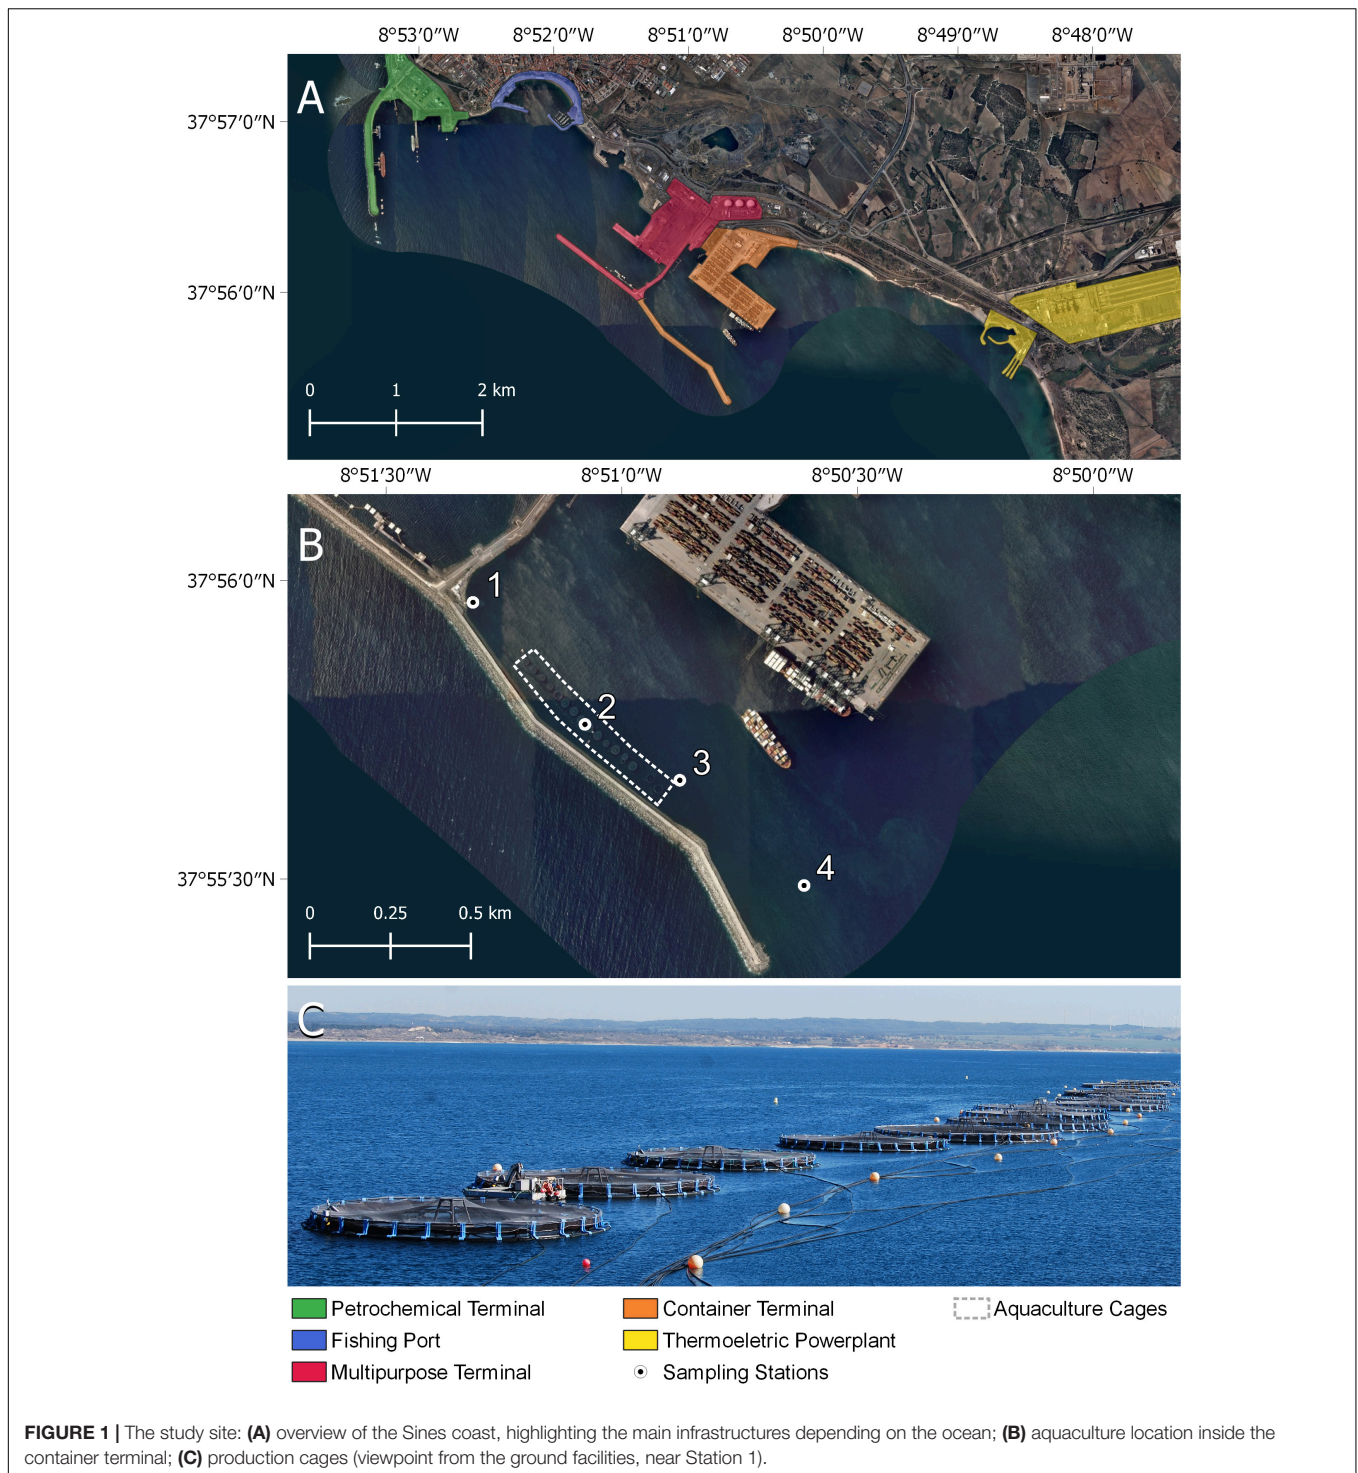 8°53′0″W 8°52′0″W 8°51′0″W 8°50′0″W 8°49′0″W 8°48′0″W
A
37°57′0″N
37°56′0″N
0 1 2 km
8°51′30″W 8°51′0″W 8°50′30″W 8°50′0″W
B
37°56′0″N
1
2
3
4
37°55′30″N
0 0.25 0.5 km
C
Petrochemical Terminal Container Terminal Aquaculture Cages
Fishing Port Thermoeletric Powerplant
Multipurpose Terminal Sampling Stations
FIGURE 1 | The study site: (A) overview of the Sines coast, highlighting the main infrastructures depending on the ocean; (B) aquaculture location inside the
container terminal; (C) production cages (viewpoint from the ground facilities, near Station 1).